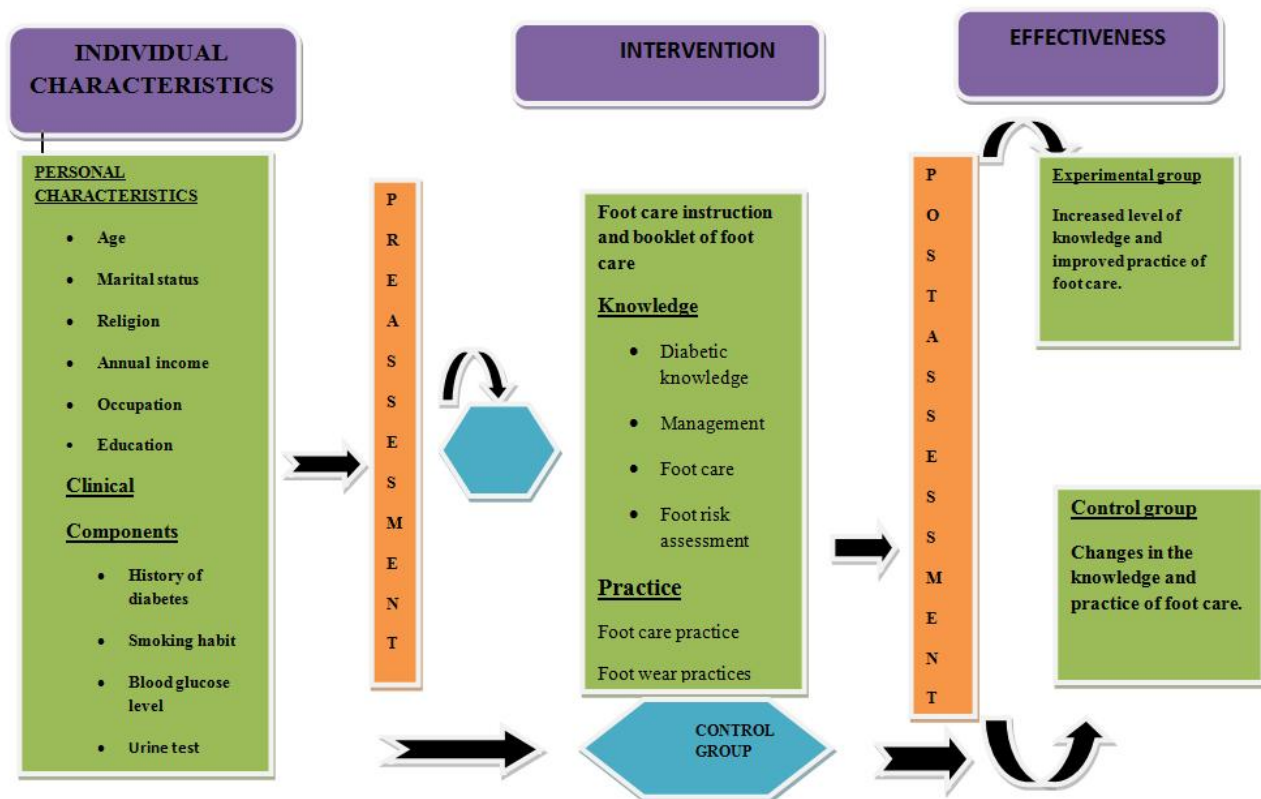 INDIVIDUAL
CHARACTERISTICS
INTERVENTION
EFFECTIVENESS
PERSONAL
CHARACTERISTICS
• Age
• Marital status
• Religion
• Annual income
• Occupation
• Education
Clinical
Components
• History of
diabetes
• Smoking habit
• Blood glucose
level
• Urine test
P
R
E
A
S
S
E
S
M
E
N
T
Foot care instruction
and booklet of foot
care
Knowledge
• Diabetic
knowledge
• Management
• Foot care
• Foot risk
assessment
Practice
Foot care practice
Foot wear practices
CONTROL
GROUP
P
O
S
T
A
S
S
E
S
S
M
E
N
T
Experimental group
Increased level of
knowledge and
improved practice of
foot care.
Control group
Changes in the
knowledge and
practice of foot care.